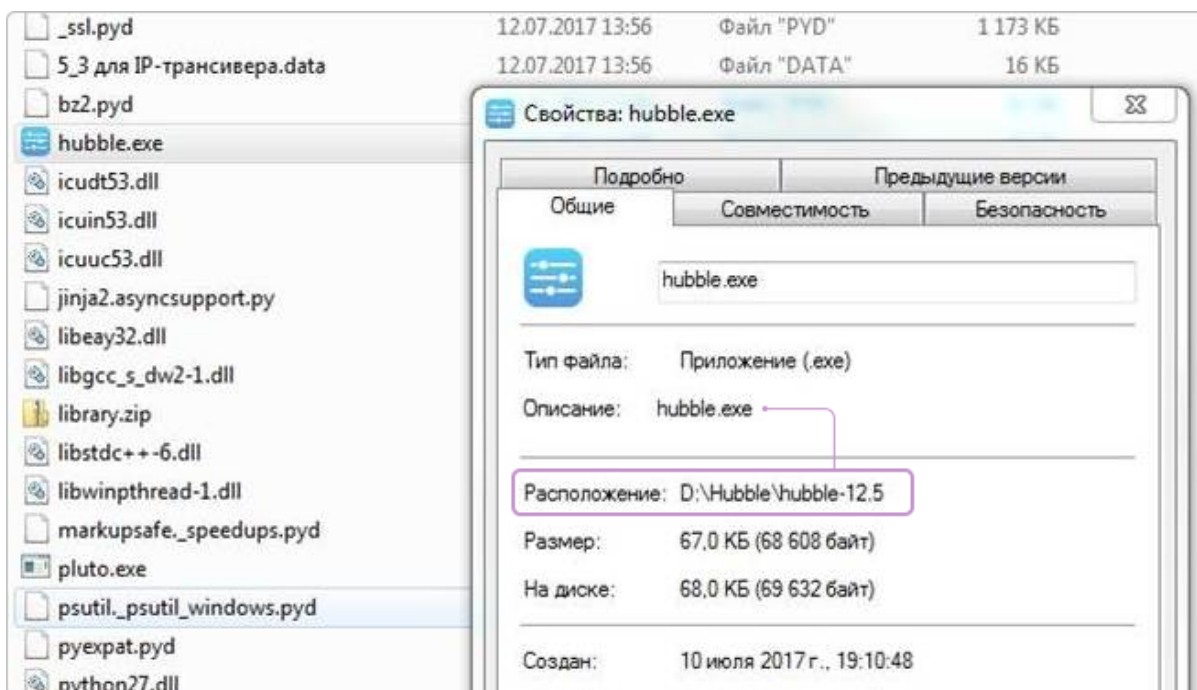 _ssl.pyd 12.07.2017 13:56 Файл "PYD" 1 173 КБ
5_3 для IP-трансивера.data 12.07.2017 13:56 Файл "DATA" 16 КБ
bz2.pyd
hubble.exe
icudt53.dll
icuin53.dll
icuuc53.dll
jinja2.asyncsupport.py
libeay32.dll
libgcc_s_dw2-1.dll
library.zip
libstdc++-6.dll
libwinpthread-1.dll
markupsafe._speedups.pyd
pluto.exe
psutil._psutil_windows.pyd
pyexpat.pyd
python27.dll
Свойства: hubble.exe
Подробно Предыдущие версии
Общие Совместимость Безопасность
hubble.exe
Тип файла: Приложение (.exe)
Описание: hubble.exe
Расположение: D:\Hubble\hubble-12.5
Размер: 67,0 КБ (68 608 байт)
На диске: 68,0 КБ (69 632 байт)
Создан: 10 июля 2017 г., 19:10:48